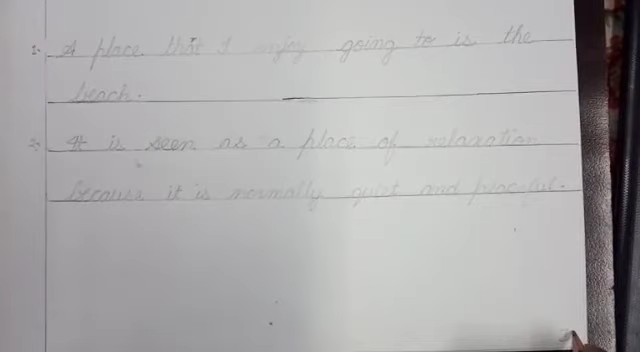 1. A place that I enjoy going to is the
beach.
2. It is seen as a place of relaxation
because it is normally quiet and peaceful.